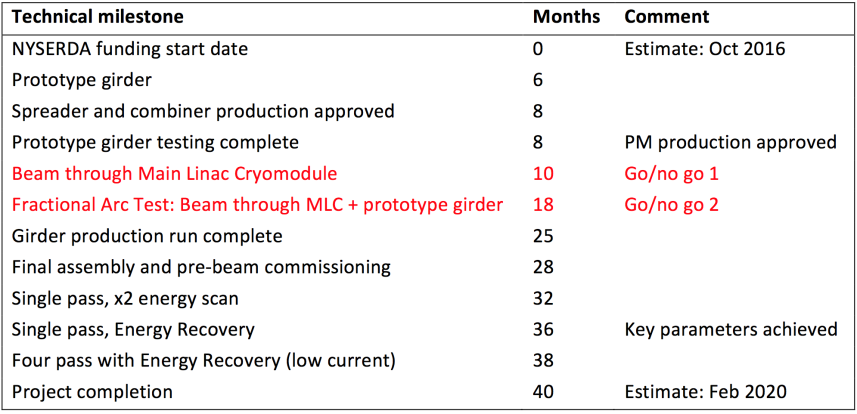 Technical milestone Months Comment
NYSERDA funding start date 0 Estimate: Oct 2016
Prototype girder 6
Spreader and combiner production approved 8
Prototype girder testing complete 8 PM production approved
Beam through Main Linac Cryomodule 10 Go/no go 1
Fractional Arc Test: Beam through MLC + prototype girder 18 Go/no go 2
Girder production run complete 25
Final assembly and pre-beam commissioning 28
Single pass, x2 energy scan 32
Single pass, Energy Recovery 36 Key parameters achieved
Four pass with Energy Recovery (low current) 38
Project completion 40 Estimate: Feb 2020